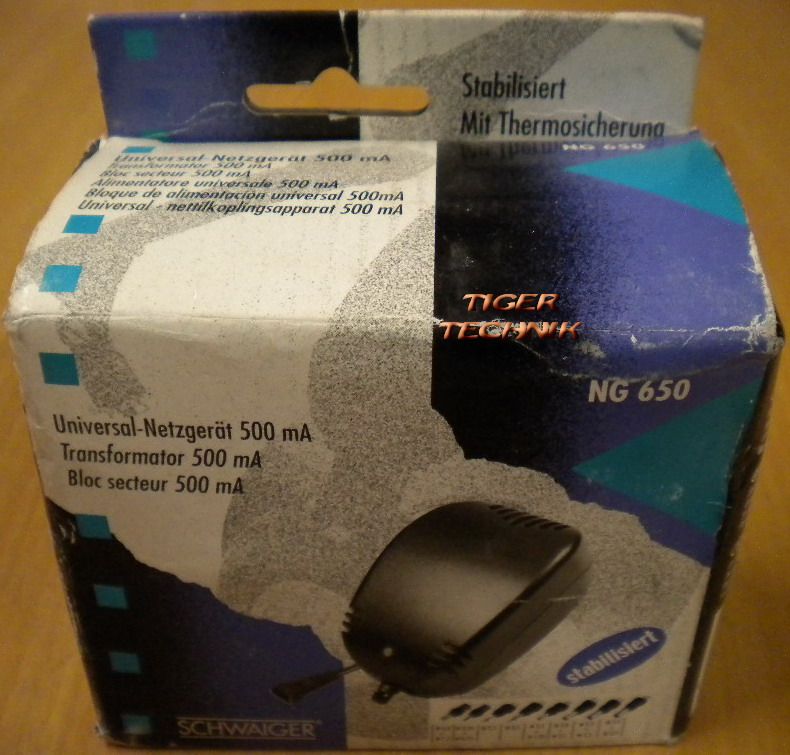 Stabilisiert
Mit Thermosicherung
NG 650
Universal-Netzgerät 500 mA
Transformator 500 mA
Bloc secteur 500 mA
Alimentatore universale 500 mA
Bloque de alimentación universal 500mA
Universal - nettilkoplingsapparat 500 mA
TIGER
TECHNIK
NG 650
Universal-Netzgerät 500 mA
Transformator 500 mA
Bloc secteur 500 mA
stabilisiert
SCHWAIGER®